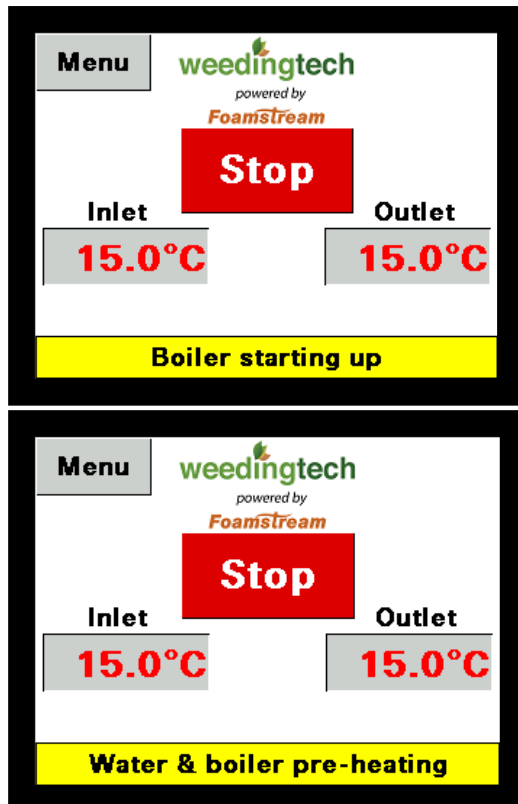 Menu
weedingtech
powered by
Foamstream
Stop
Inlet
Outlet
15.0°C
15.0°C
Boiler starting up
Menu
weedingtech
powered by
Foamstream
Stop
Inlet
Outlet
15.0°C
15.0°C
Water & boiler pre-heating